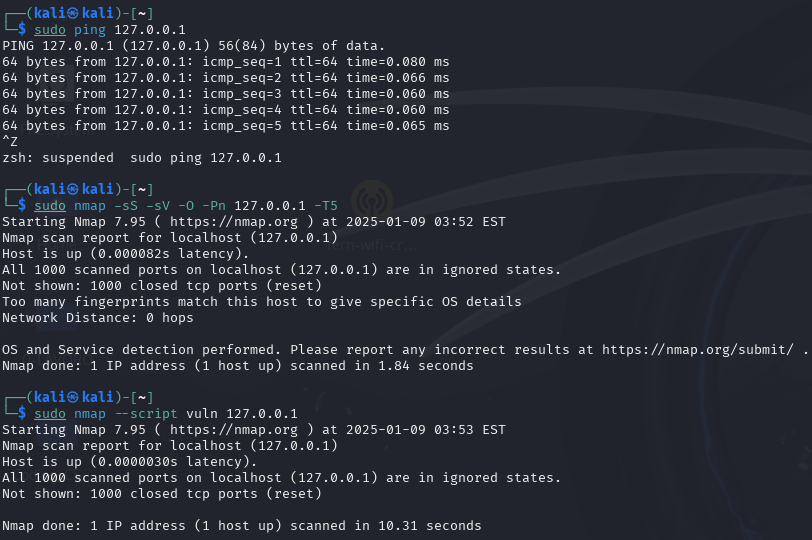 ┌──(kali㉿kali)-[~]
└─$ sudo ping 127.0.0.1
PING 127.0.0.1 (127.0.0.1) 56(84) bytes of data.
64 bytes from 127.0.0.1: icmp_seq=1 ttl=64 time=0.080 ms
64 bytes from 127.0.0.1: icmp_seq=2 ttl=64 time=0.066 ms
64 bytes from 127.0.0.1: icmp_seq=3 ttl=64 time=0.060 ms
64 bytes from 127.0.0.1: icmp_seq=4 ttl=64 time=0.060 ms
64 bytes from 127.0.0.1: icmp_seq=5 ttl=64 time=0.065 ms
^Z
zsh: suspended  sudo ping 127.0.0.1
┌──(kali㉿kali)-[~]
└─$ sudo nmap -sS -sV -O -Pn 127.0.0.1 -T5
Starting Nmap 7.95 ( https://nmap.org ) at 2025-01-09 03:52 EST
Nmap scan report for localhost (127.0.0.1)
Host is up (0.000082s latency).
All 1000 scanned ports on localhost (127.0.0.1) are in ignored states.
Not shown: 1000 closed tcp ports (reset)
Too many fingerprints match this host to give specific OS details
Network Distance: 0 hops
OS and Service detection performed. Please report any incorrect results at https://nmap.org/submit/ .
Nmap done: 1 IP address (1 host up) scanned in 1.84 seconds
┌──(kali㉿kali)-[~]
└─$ sudo nmap --script vuln 127.0.0.1
Starting Nmap 7.95 ( https://nmap.org ) at 2025-01-09 03:53 EST
Nmap scan report for localhost (127.0.0.1)
Host is up (0.0000030s latency).
All 1000 scanned ports on localhost (127.0.0.1) are in ignored states.
Not shown: 1000 closed tcp ports (reset)
Nmap done: 1 IP address (1 host up) scanned in 10.31 seconds